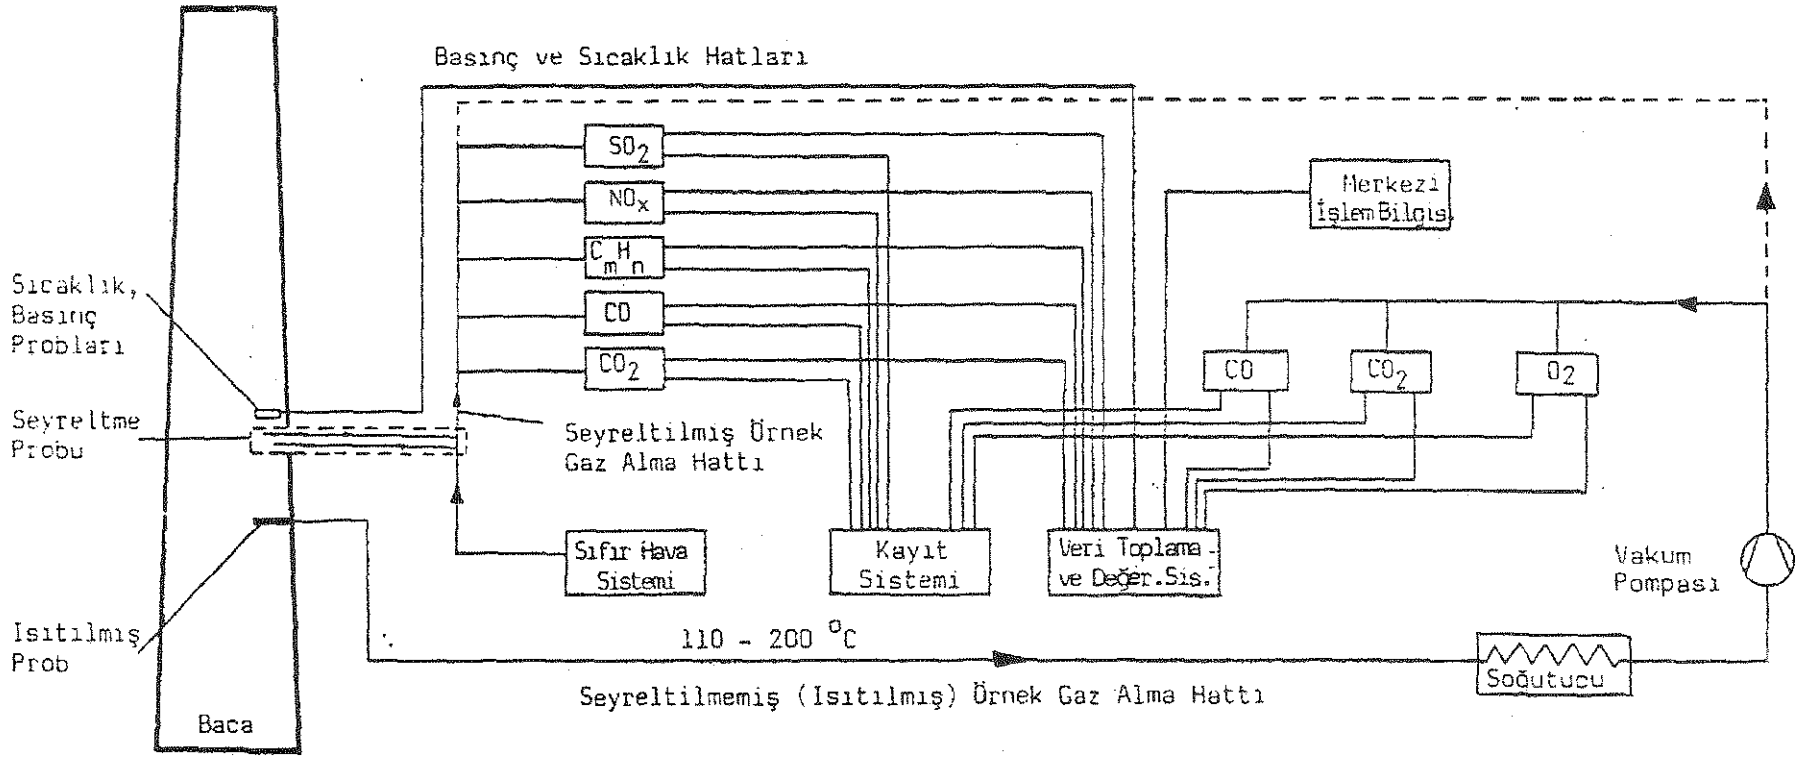 Basınç ve Sıcaklık Hatları
SO2
NOx
CmHn
CO
CO2
Merkezi
İşlem Bilgis.
Sıcaklık,
Basınç
Probları
CO
CO2
O2
Seyreltme
Probu
Seyreltilmiş Örnek
Gaz Alma Hattı
Sıfır Hava
Sistemi
Kayıt
Sistemi
Veri Toplama
ve Değer. Sis.
Vakum
Pompası
Isıtılmış
Prob
110 - 200 °C
Soğutucu
Seyreltilmemiş (Isıtılmış) Örnek Gaz Alma Hattı
Baca